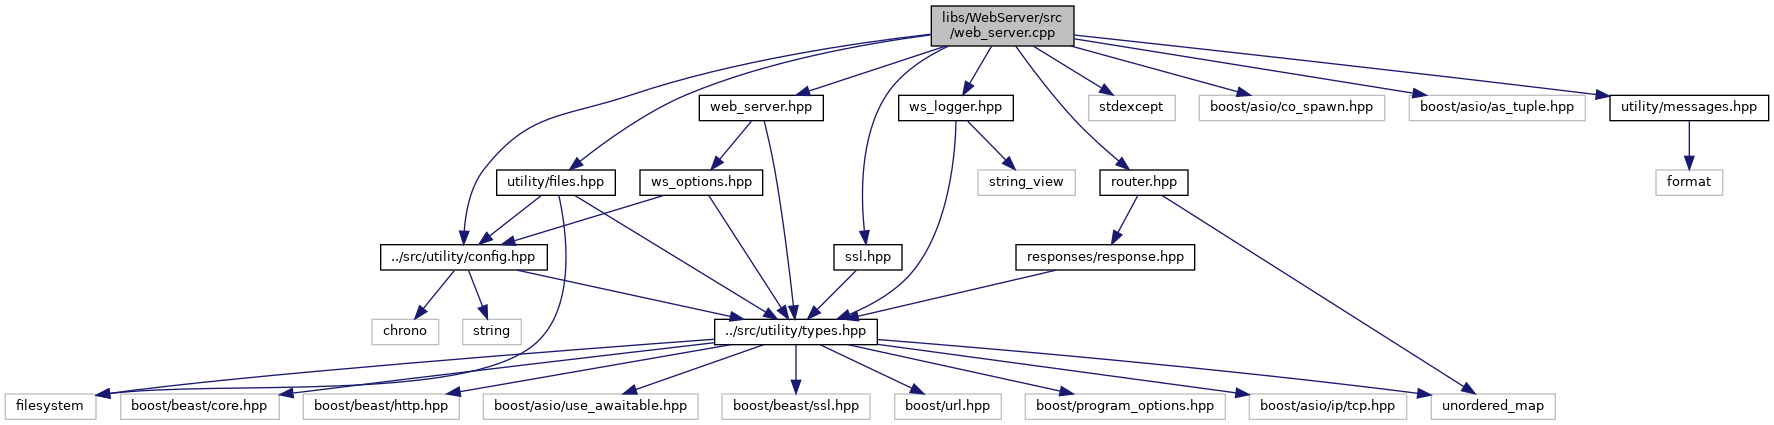 libs/WebServer/src
/web_server.cpp
web_server.hpp
ws_logger.hpp
stdexcept
boost/asio/co_spawn.hpp
boost/asio/as_tuple.hpp
utility/messages.hpp
utility/files.hpp
ws_options.hpp
string_view
router.hpp
format
../src/utility/config.hpp
ssl.hpp
responses/response.hpp
chrono
string
../src/utility/types.hpp
filesystem
boost/beast/core.hpp
boost/beast/http.hpp
boost/asio/use_awaitable.hpp
boost/beast/ssl.hpp
boost/url.hpp
boost/program_options.hpp
boost/asio/ip/tcp.hpp
unordered_map